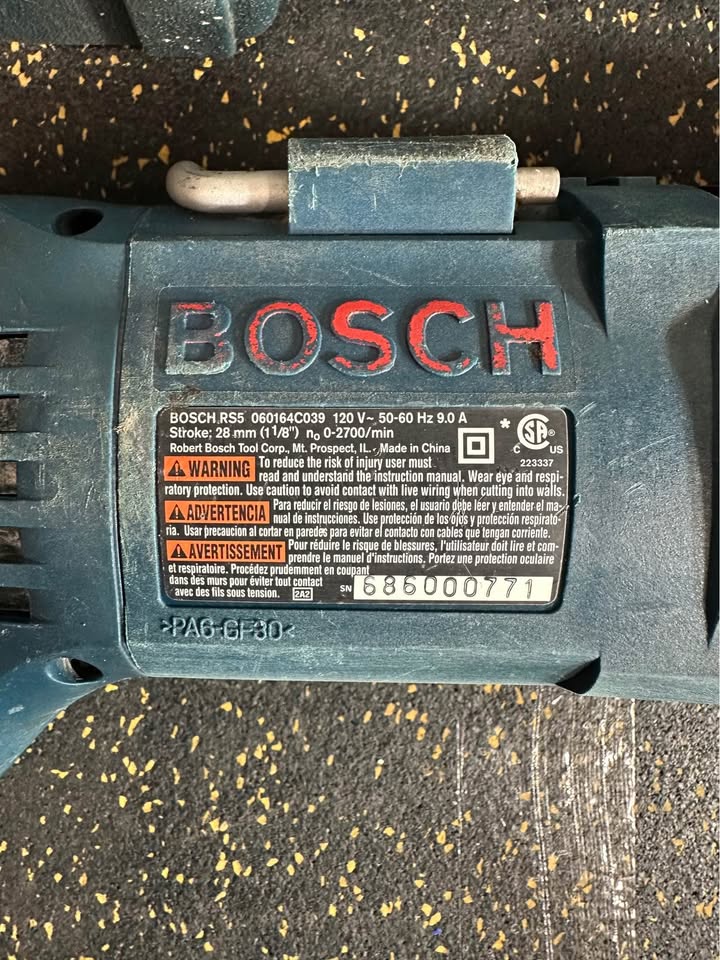 BOSCH
BOSCH RS5 060164C039 120 V~ 50-60 Hz 9.0 A
Stroke: 28 mm (1 1/8") n₀ 0-2700/min
Robert Bosch Tool Corp., Mt. Prospect, IL. Made in China
* C SA ® C US
223337
WARNING To reduce the risk of injury user must
read and understand the instruction manual. Wear eye and respi-
ratory protection. Use caution to avoid contact with live wiring when cutting into walls.
ADVERTENCIA Para reducir el riesgo de lesiones, el usuario debe leer y entender el ma-
nual de instrucciones. Use protección de los ojos y protección respirato-
ria. Usar precaucion al cortar en paredes para evitar el contacto con cables que tengan corriente.
AVERTISSEMENT Pour réduire le risque de blessures, l'utilisateur doit lire et com-
prendre le manuel d'instructions. Portez une protection oculaire
et respiratoire. Procédez prudemment en coupant
dans des murs pour éviter tout contact
avec des fils sous tension. 2A2 SN 686000771
>PA6-GF30<